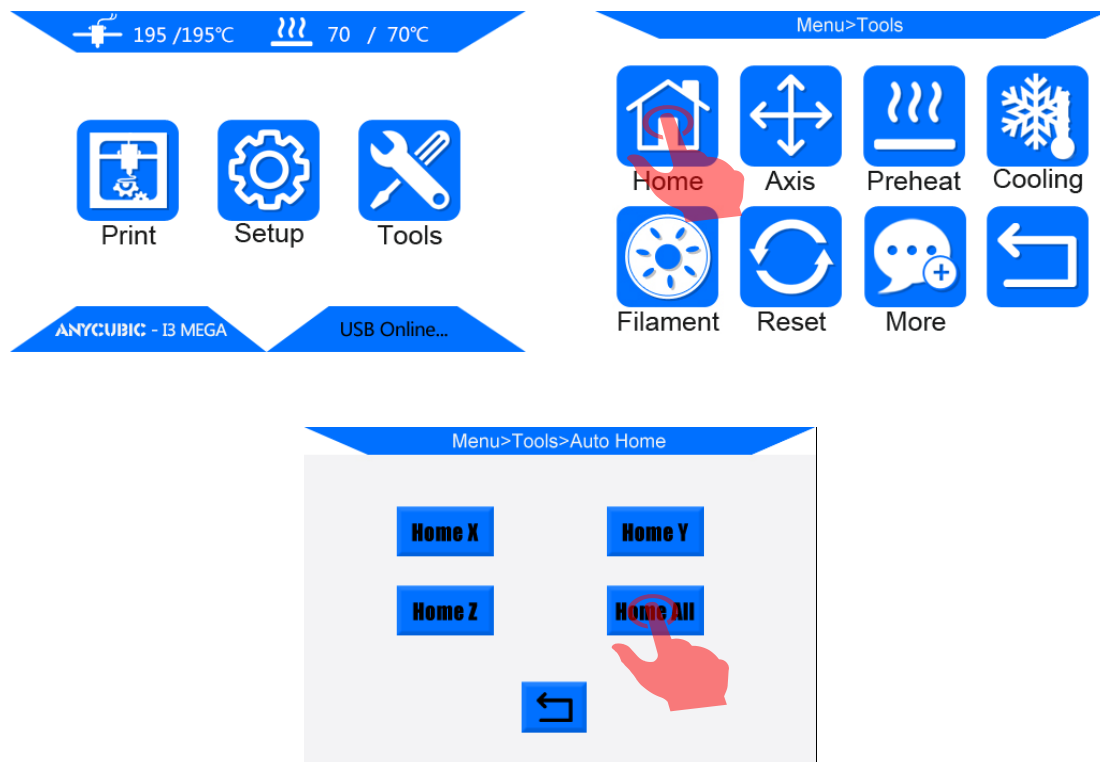 195 /195℃ 70 / 70℃
Print Setup Tools
ANYCUBIC - I3 MEGA USB Online...
Menu>Tools
Home Axis Preheat Cooling
Filament Reset More
Menu>Tools>Auto Home
Home X Home Y
Home Z Home All